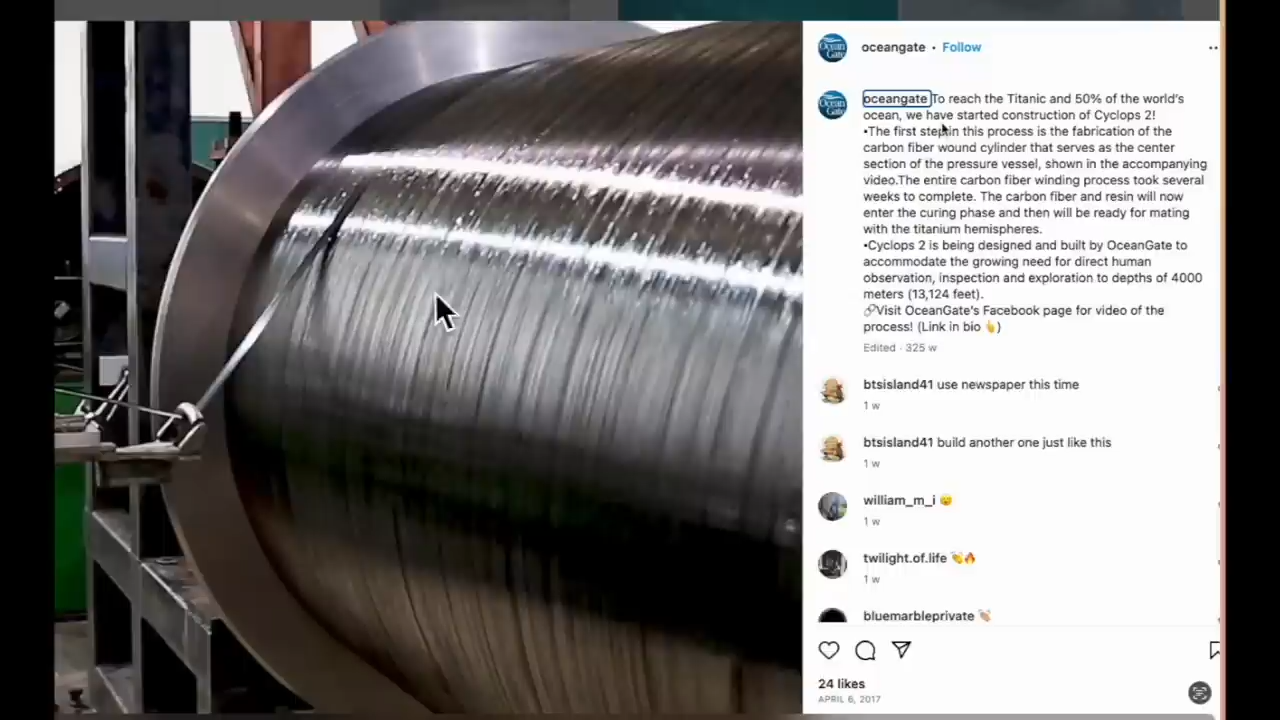 oceangate • Follow
oceangate To reach the Titanic and 50% of the world's
ocean, we have started construction of Cyclops 2!
•The first step in this process is the fabrication of the
carbon fiber wound cylinder that serves as the center
section of the pressure vessel, shown in the accompanying
video.The entire carbon fiber winding process took several
weeks to complete. The carbon fiber and resin will now
enter the curing phase and then will be ready for mating
with the titanium hemispheres.
•Cyclops 2 is being designed and built by OceanGate to
accommodate the growing need for direct human
observation, inspection and exploration to depths of 4000
meters (13,124 feet).
🔗Visit OceanGate's Facebook page for video of the
process! (Link in bio 👆)
Edited · 325 w
btsisland41 use newspaper this time
1 w
btsisland41 build another one just like this
1 w
william_m_i 😅
1 w
twilight.of.life 👏🔥
1 w
bluemarbleprivate 👏
24 likes
APRIL 6, 2017